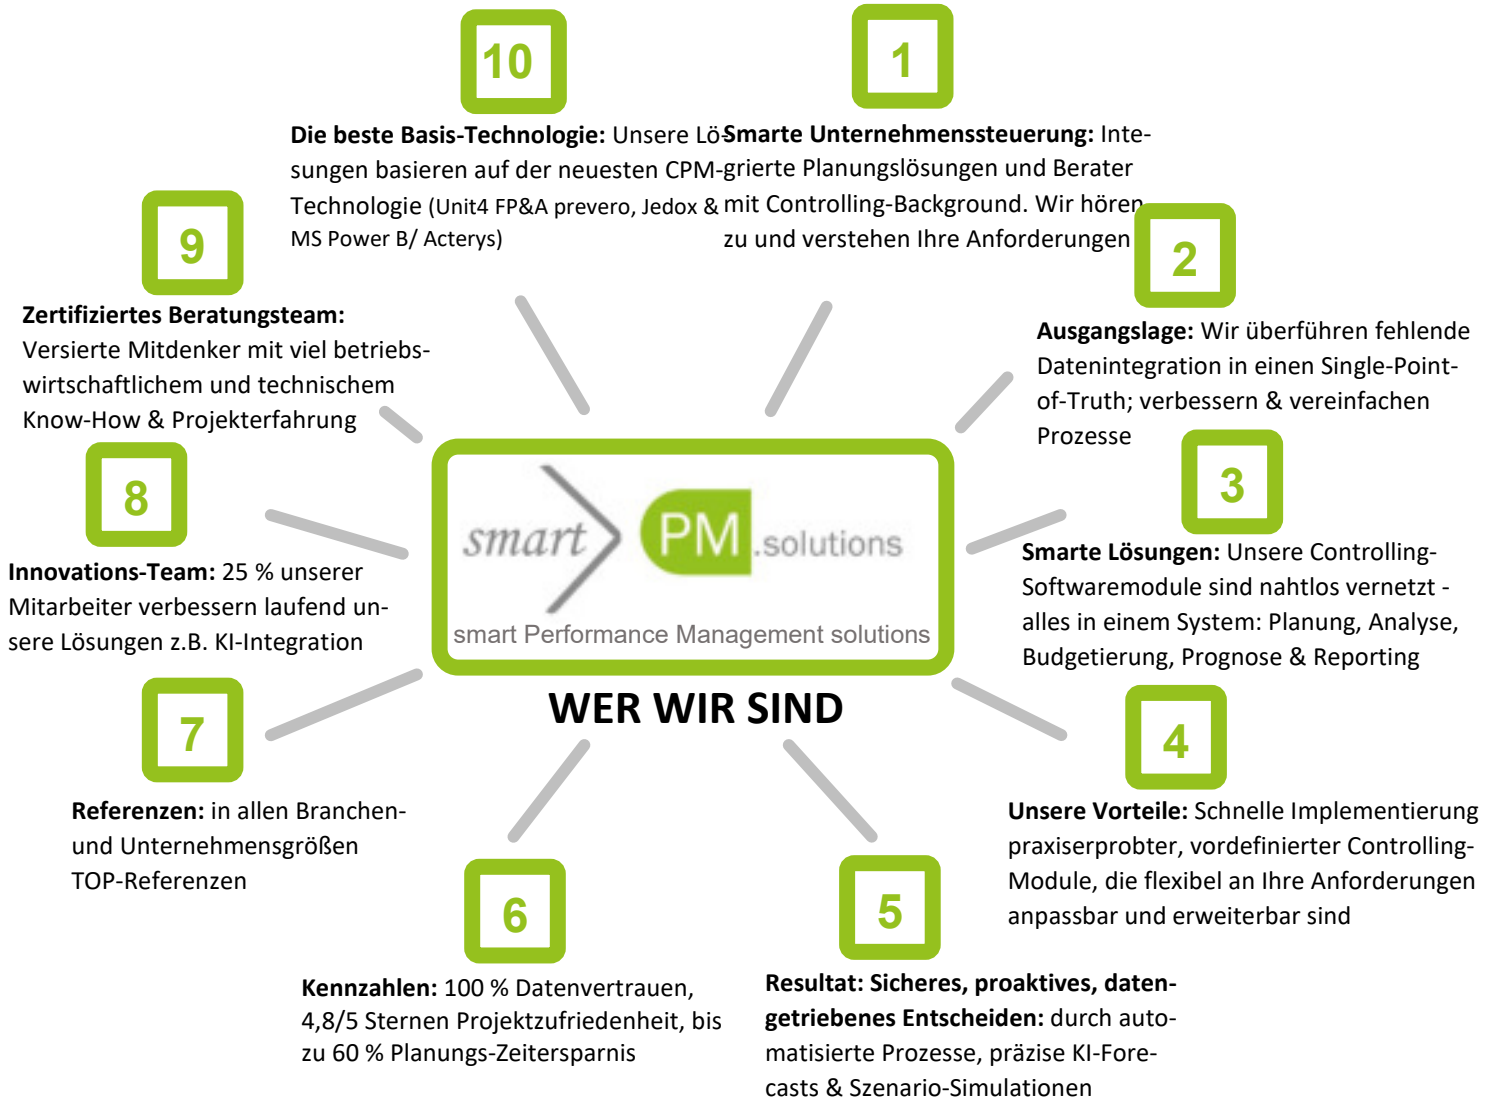 10
Die beste Basis-Technologie: Unsere Lö-
sungen basieren auf der neuesten CPM-
Technologie (Unit4 FP&A prevero, Jedox &
MS Power B/ Acterys)
1
Smarte Unternehmenssteuerung: Inte-
grierte Planungslösungen und Berater
mit Controlling-Background. Wir hören
zu und verstehen Ihre Anforderungen
2
Ausgangslage: Wir überführen fehlende
Datenintegration in einen Single-Point-
of-Truth; verbessern & vereinfachen
Prozesse
9
Zertifiziertes Beratungsteam:
Versierte Mitdenker mit viel betriebs-
wirtschaftlichem und technischem
Know-How & Projekterfahrung
3
Smarte Lösungen: Unsere Controlling-
Softwaremodule sind nahtlos vernetzt -
alles in einem System: Planung, Analyse,
Budgetierung, Prognose & Reporting
8
Innovations-Team: 25 % unserer
Mitarbeiter verbessern laufend un-
sere Lösungen z.B. KI-Integration
smart PM.solutions
smart Performance Management solutions
WER WIR SIND
4
Unsere Vorteile: Schnelle Implementierung
praxiserprobter, vordefinierter Controlling-
Module, die flexibel an Ihre Anforderungen
anpassbar und erweiterbar sind
7
Referenzen: in allen Branchen-
und Unternehmensgrößen
TOP-Referenzen
6
Kennzahlen: 100 % Datenvertrauen,
4,8/5 Sternen Projektzufriedenheit, bis
zu 60 % Planungs-Zeitersparnis
5
Resultat: Sicheres, proaktives, daten-
getriebenes Entscheiden: durch auto-
matisierte Prozesse, präzise KI-Fore-
casts & Szenario-Simulationen